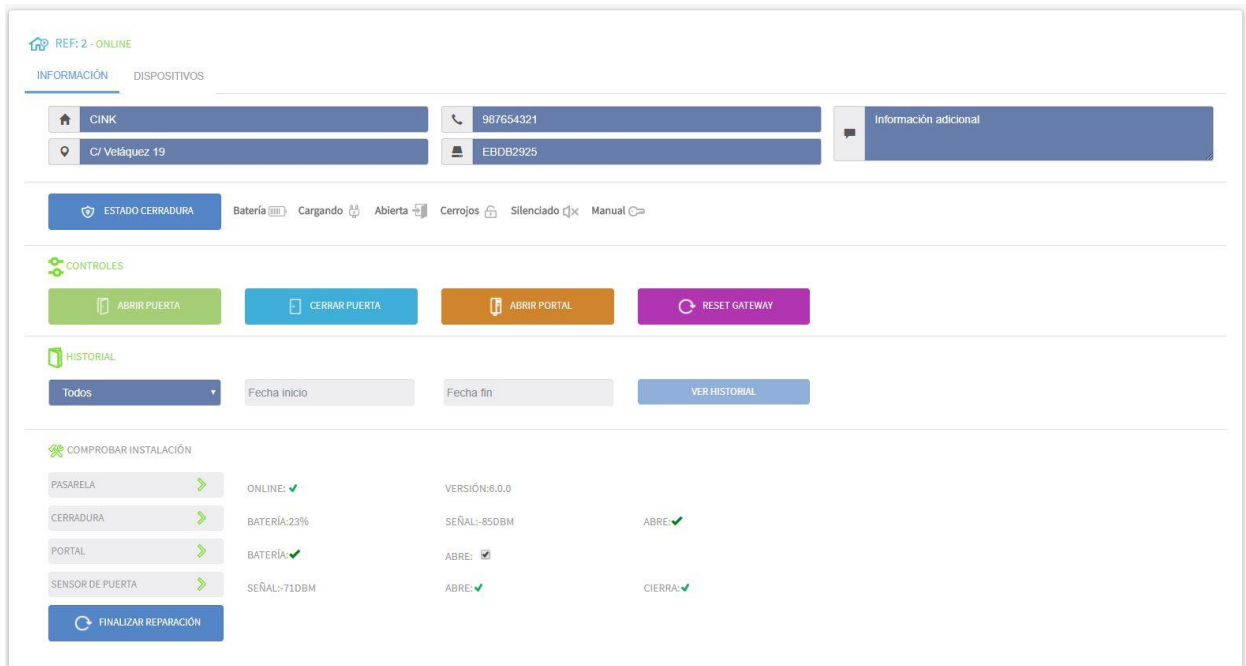 REF: 2 - ONLINE
INFORMACIÓN DISPOSITIVOS
CINK 987654321 Información adicional
C/ Veláquez 19 EBDB2925
ESTADO CERRADURA Batería Cargando Abierta Cerrojos Silenciado Manual
CONTROLES
ABRIR PUERTA CERRAR PUERTA ABRIR PORTAL RESET GATEWAY
HISTORIAL
Todos Fecha inicio Fecha fin VER HISTORIAL
COMPROBAR INSTALACIÓN
PASARELA ONLINE: VERSIÓN:6.0.0
CERRADURA BATERÍA:23% SEÑAL:-85DBM ABRE:
PORTAL BATERÍA: ABRE:
SENSOR DE PUERTA SEÑAL:-71DBM ABRE: CIERRA:
FINALIZAR REPARACIÓN